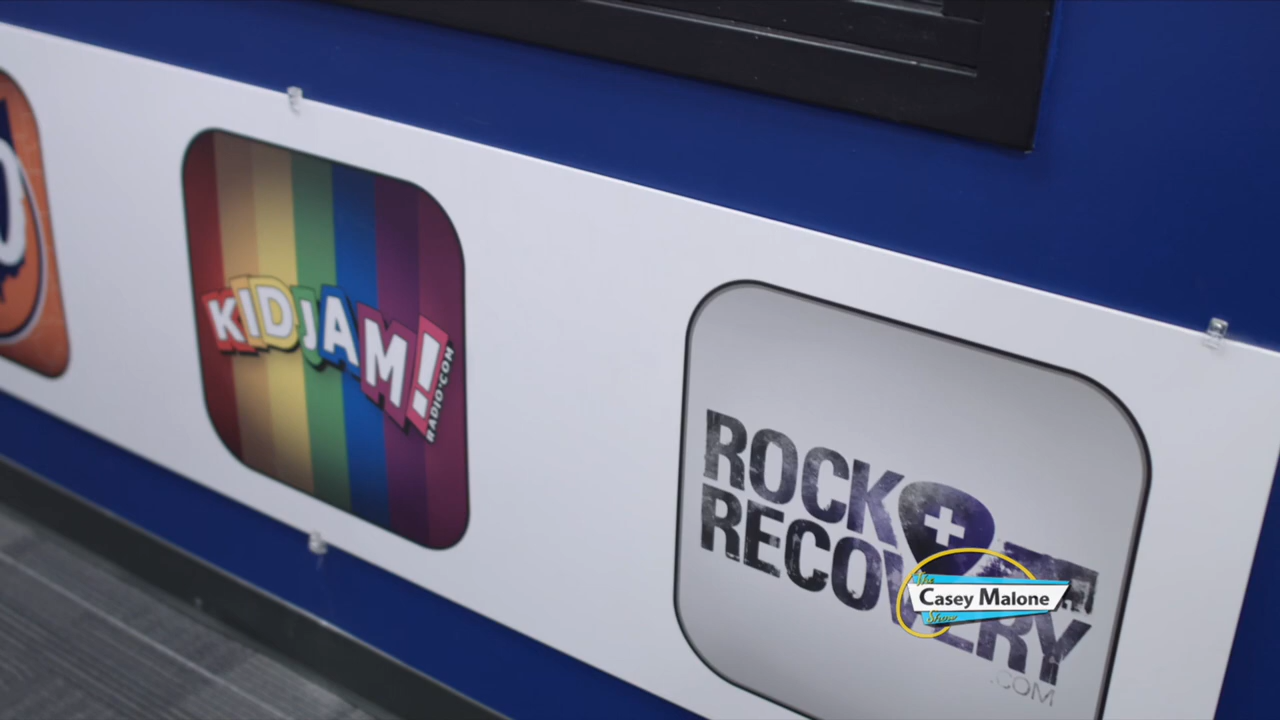 KIDJAM!
RADIO.COM
ROCK
RECOVERY
.COM
The
Casey Malone
Show